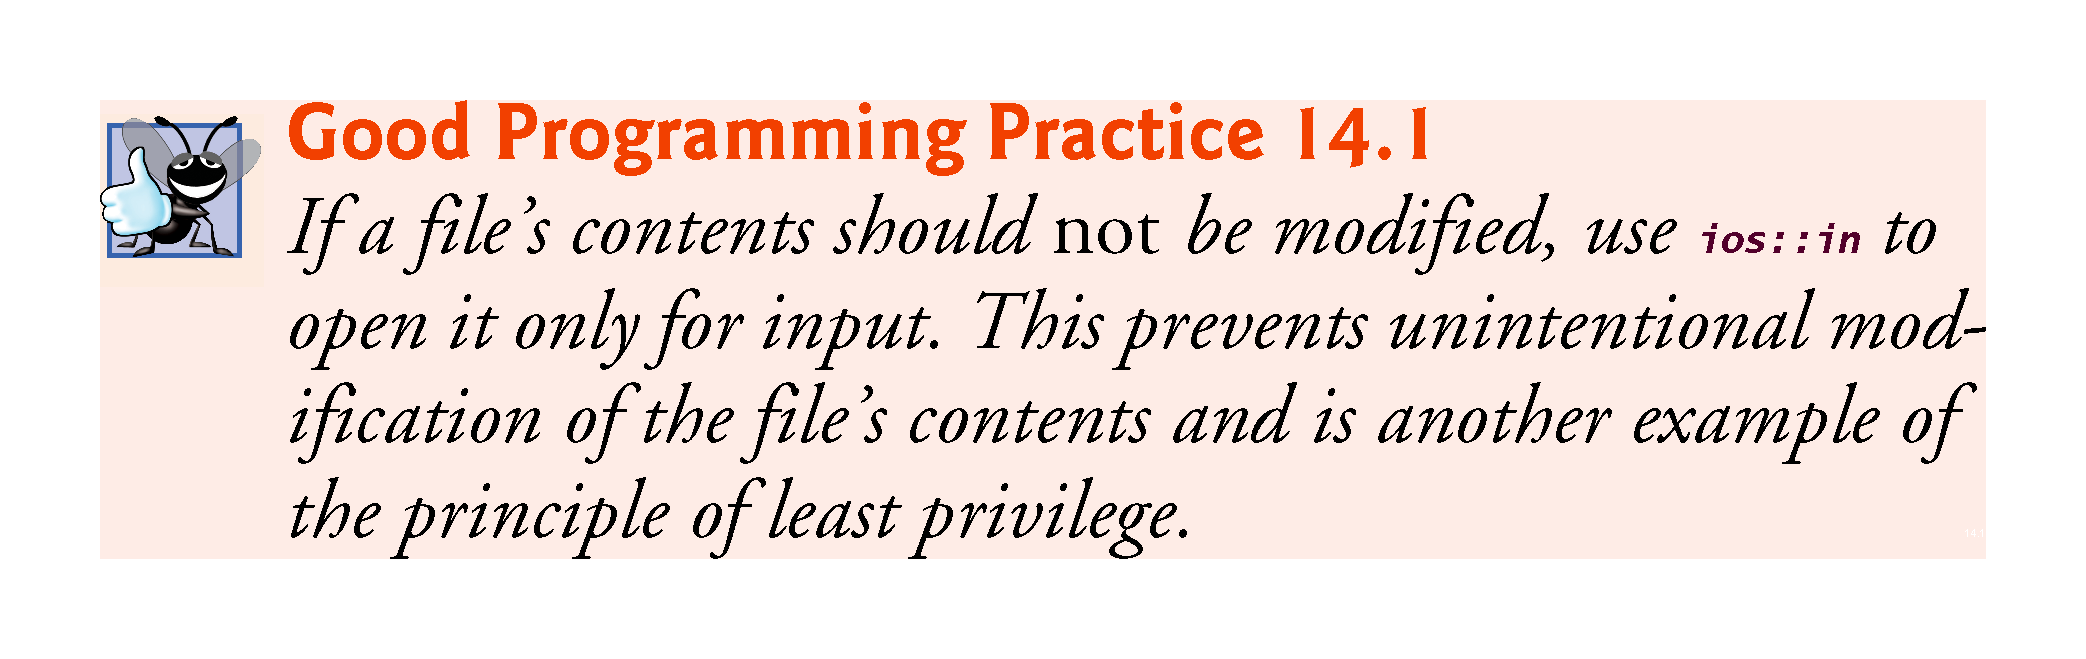 Good Programming Practice 14.1
If a file’s contents should not be modified, use ios::in to
open it only for input. This prevents unintentional mod-
ification of the file’s contents and is another example of
the principle of least privilege.
14.1